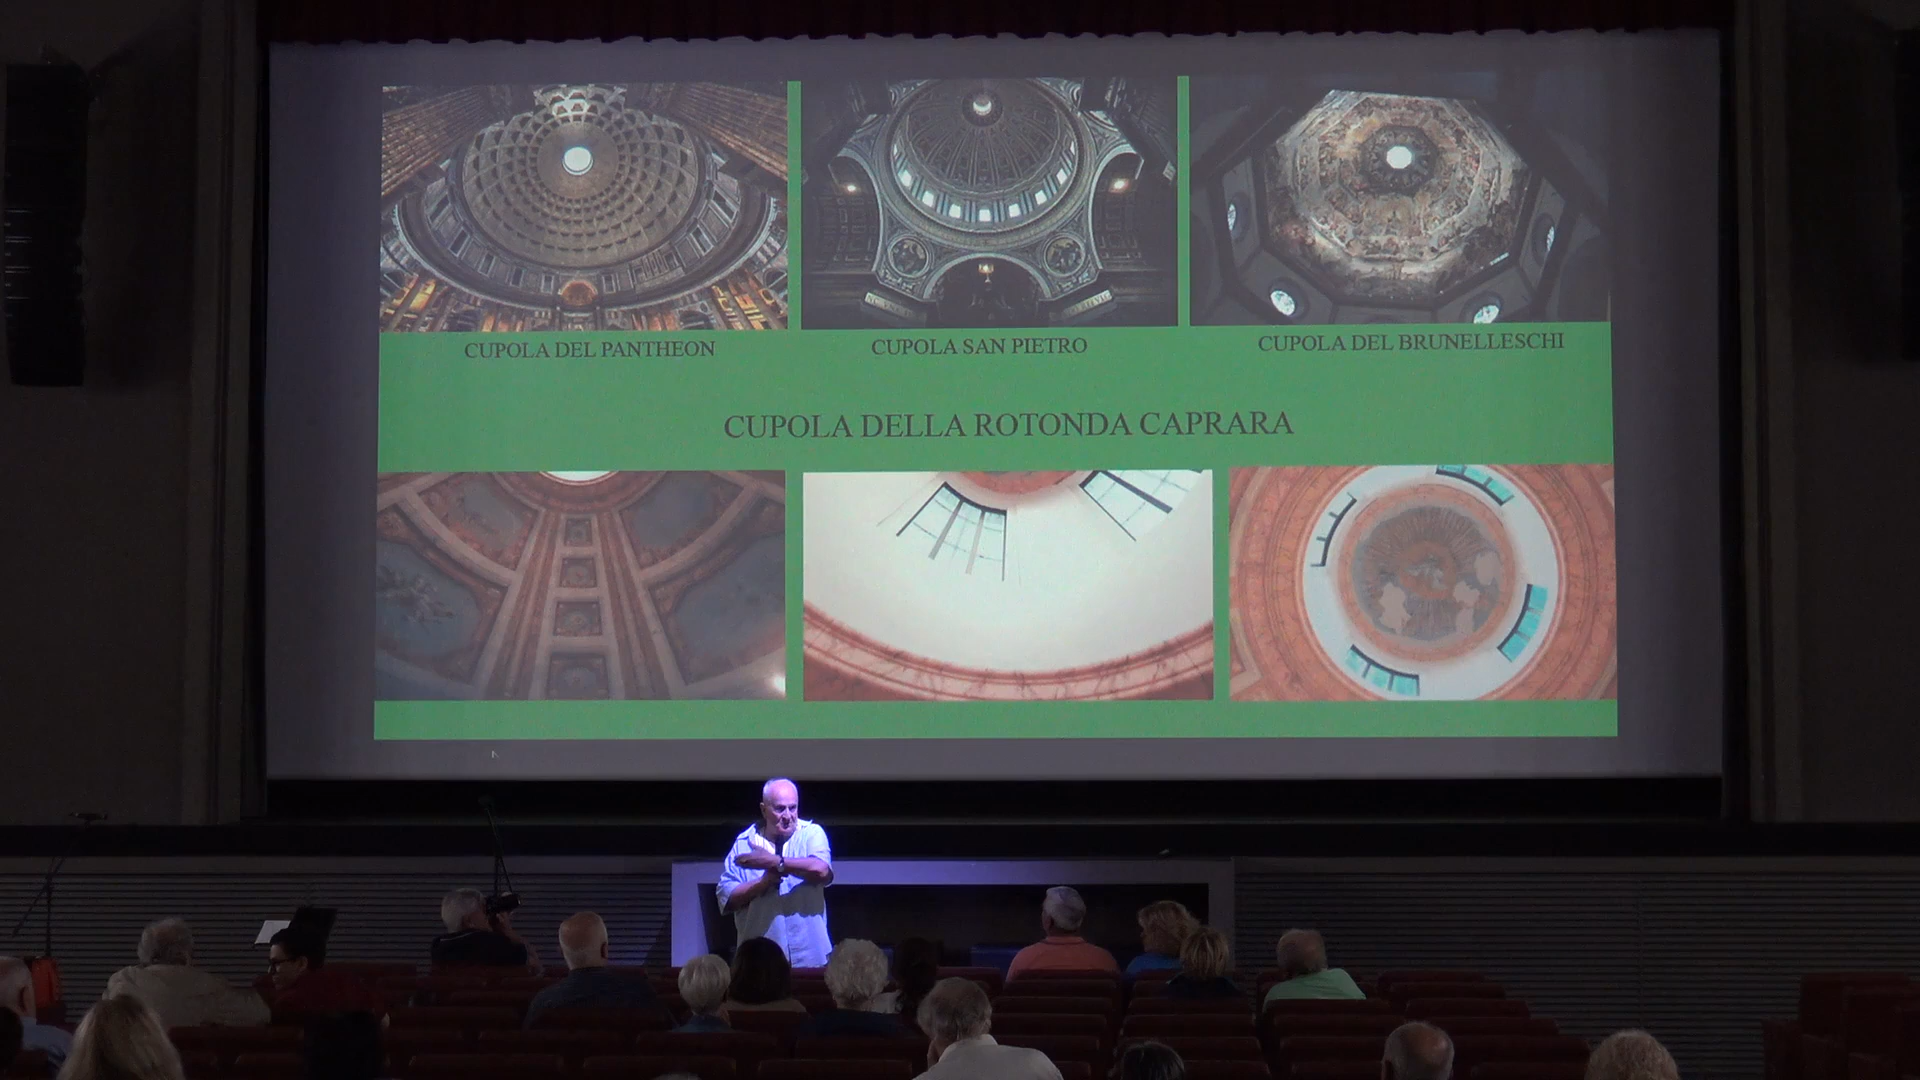 CUPOLA DEL PANTHEON
CUPOLA SAN PIETRO
CUPOLA DEL BRUNELLESCHI
CUPOLA DELLA ROTONDA CAPRARA